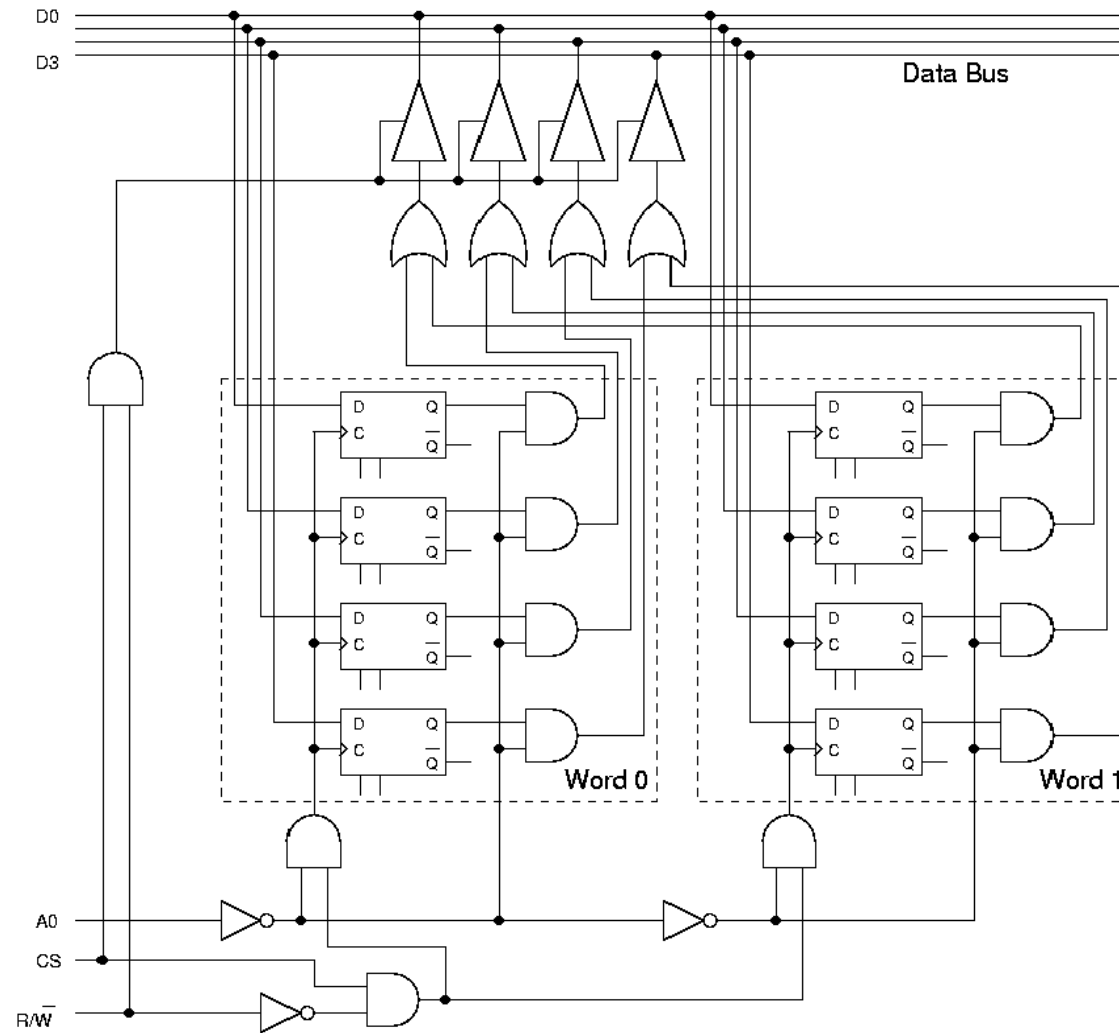 D0
D3
Data Bus
D Q D Q
C Q̅ C Q̅
D Q D Q
C Q̅ C Q̅
D Q D Q
C Q̅ C Q̅
D Q D Q
C Q̅ C Q̅
Word 0 Word 1
A0
CS
R/W̅